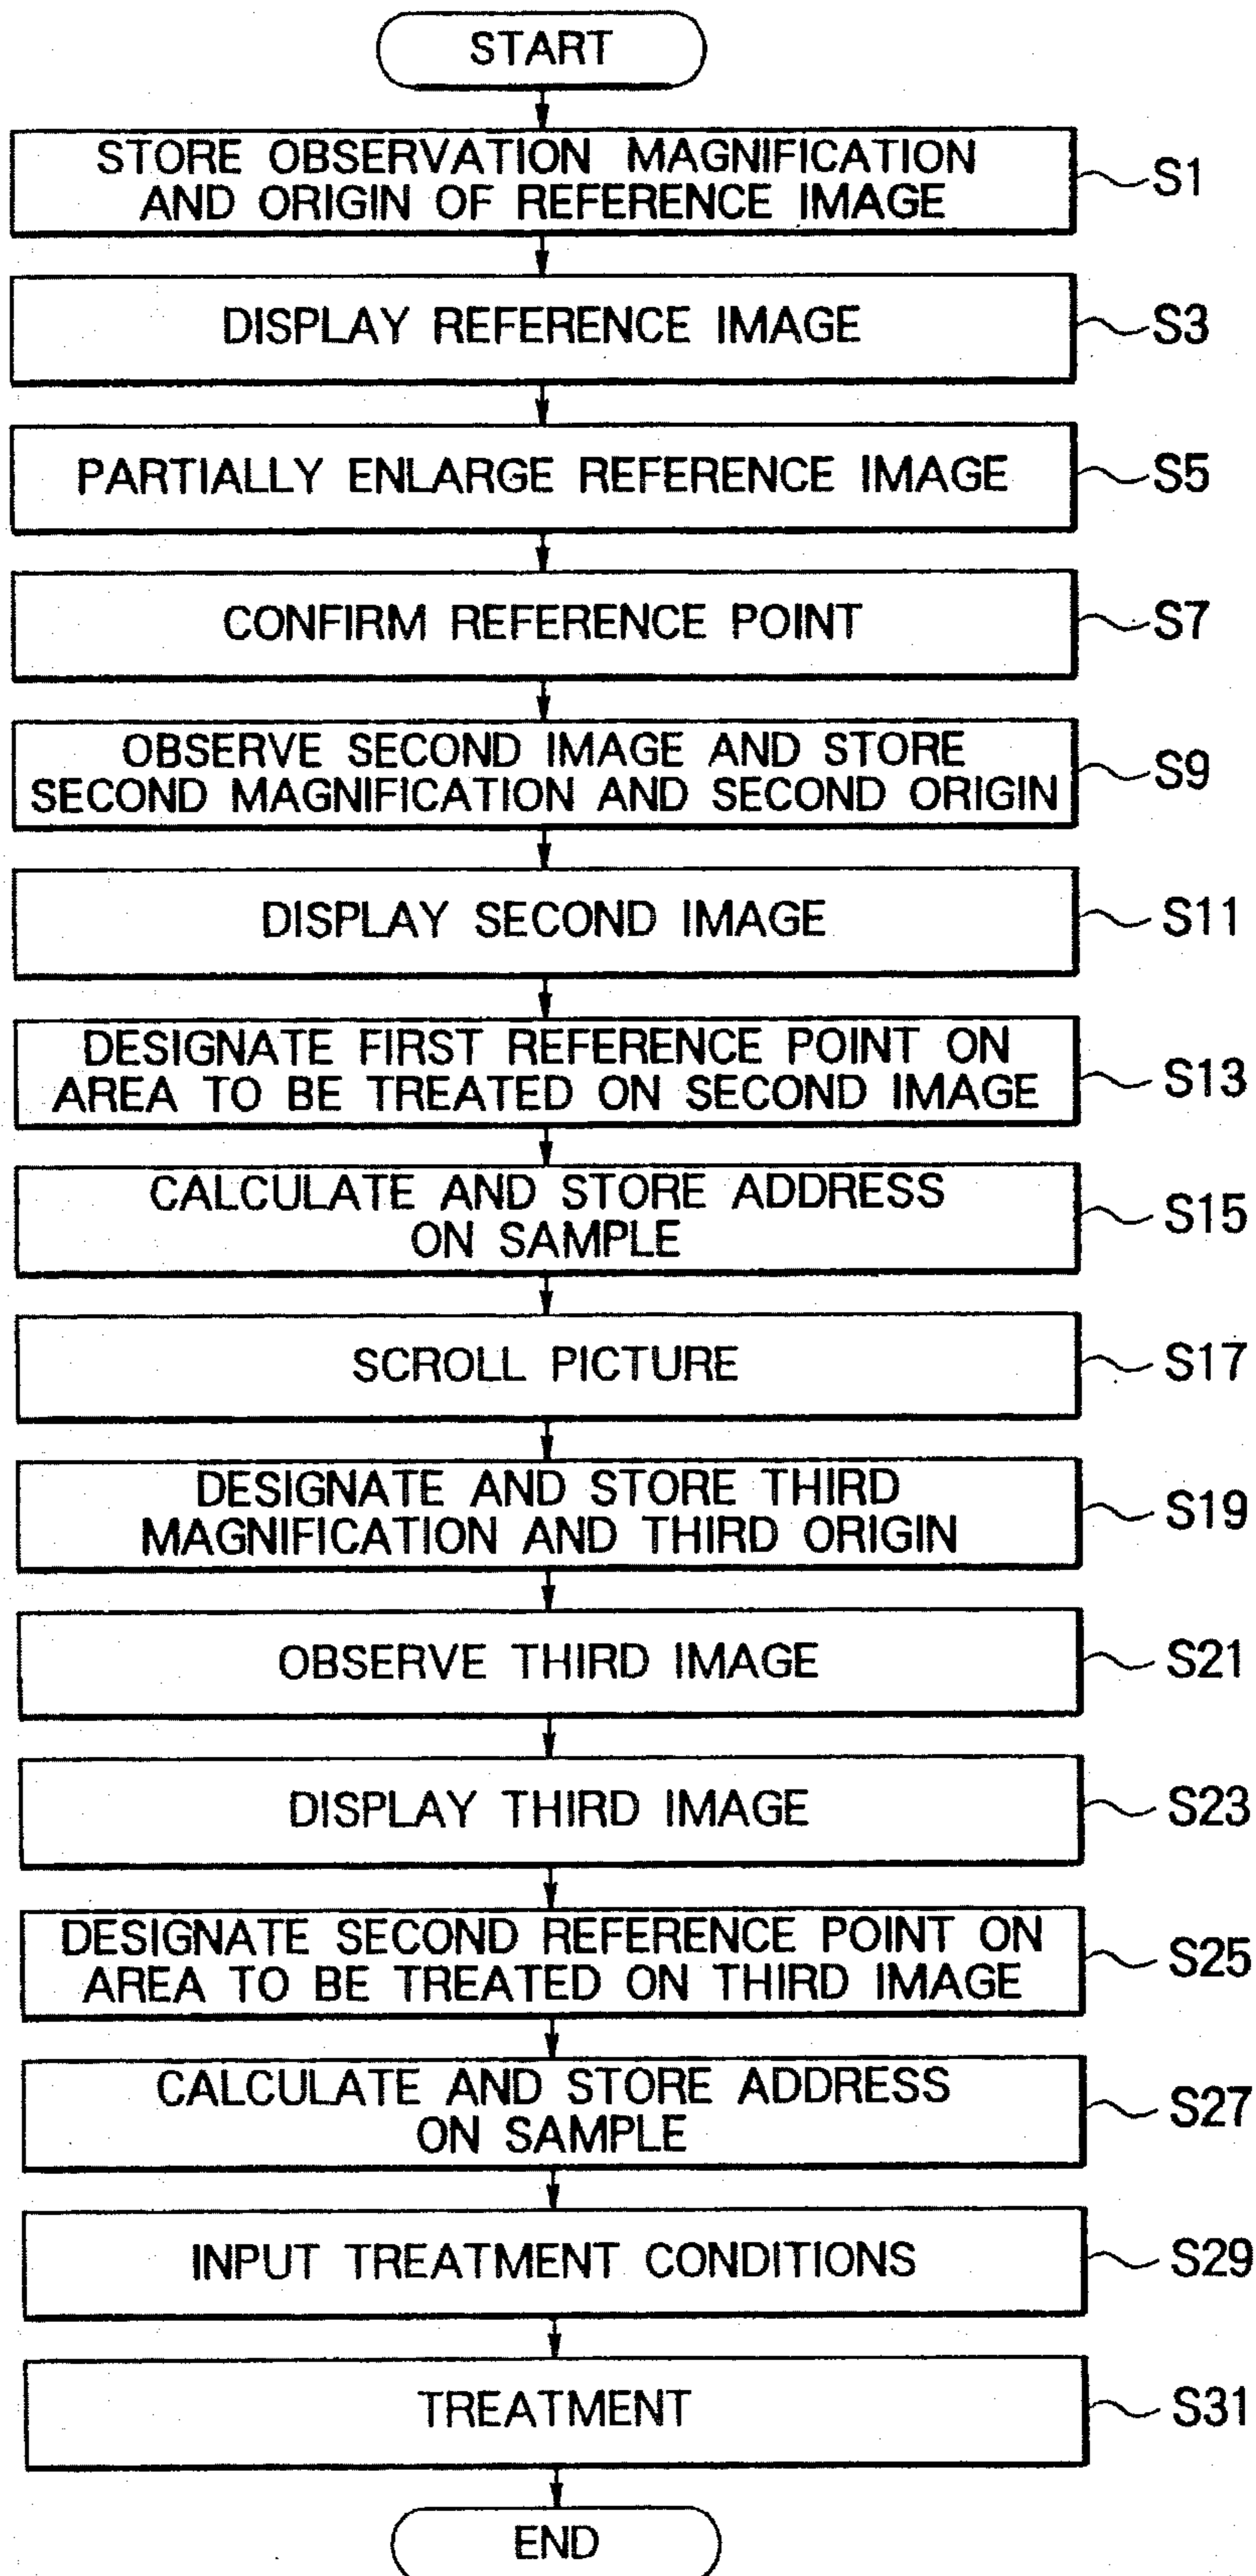 START
STORE OBSERVATION MAGNIFICATION
AND ORIGIN OF REFERENCE IMAGE
S1
DISPLAY REFERENCE IMAGE
S3
PARTIALLY ENLARGE REFERENCE IMAGE
S5
CONFIRM REFERENCE POINT
S7
OBSERVE SECOND IMAGE AND STORE
SECOND MAGNIFICATION AND SECOND ORIGIN
S9
DISPLAY SECOND IMAGE
S11
DESIGNATE FIRST REFERENCE POINT ON
AREA TO BE TREATED ON SECOND IMAGE
S13
CALCULATE AND STORE ADDRESS
ON SAMPLE
S15
SCROLL PICTURE
S17
DESIGNATE AND STORE THIRD
MAGNIFICATION AND THIRD ORIGIN
S19
OBSERVE THIRD IMAGE
S21
DISPLAY THIRD IMAGE
S23
DESIGNATE SECOND REFERENCE POINT ON
AREA TO BE TREATED ON THIRD IMAGE
S25
CALCULATE AND STORE ADDRESS
ON SAMPLE
S27
INPUT TREATMENT CONDITIONS
S29
TREATMENT
S31
END